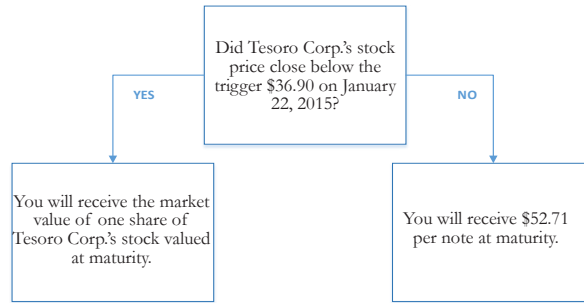 Did Tesoro Corp.'s stock
price close below the
trigger $36.90 on January
22, 2015?
YES
NO
You will receive the market
value of one share of
Tesoro Corp.'s stock valued
at maturity.
You will receive $52.71
per note at maturity.